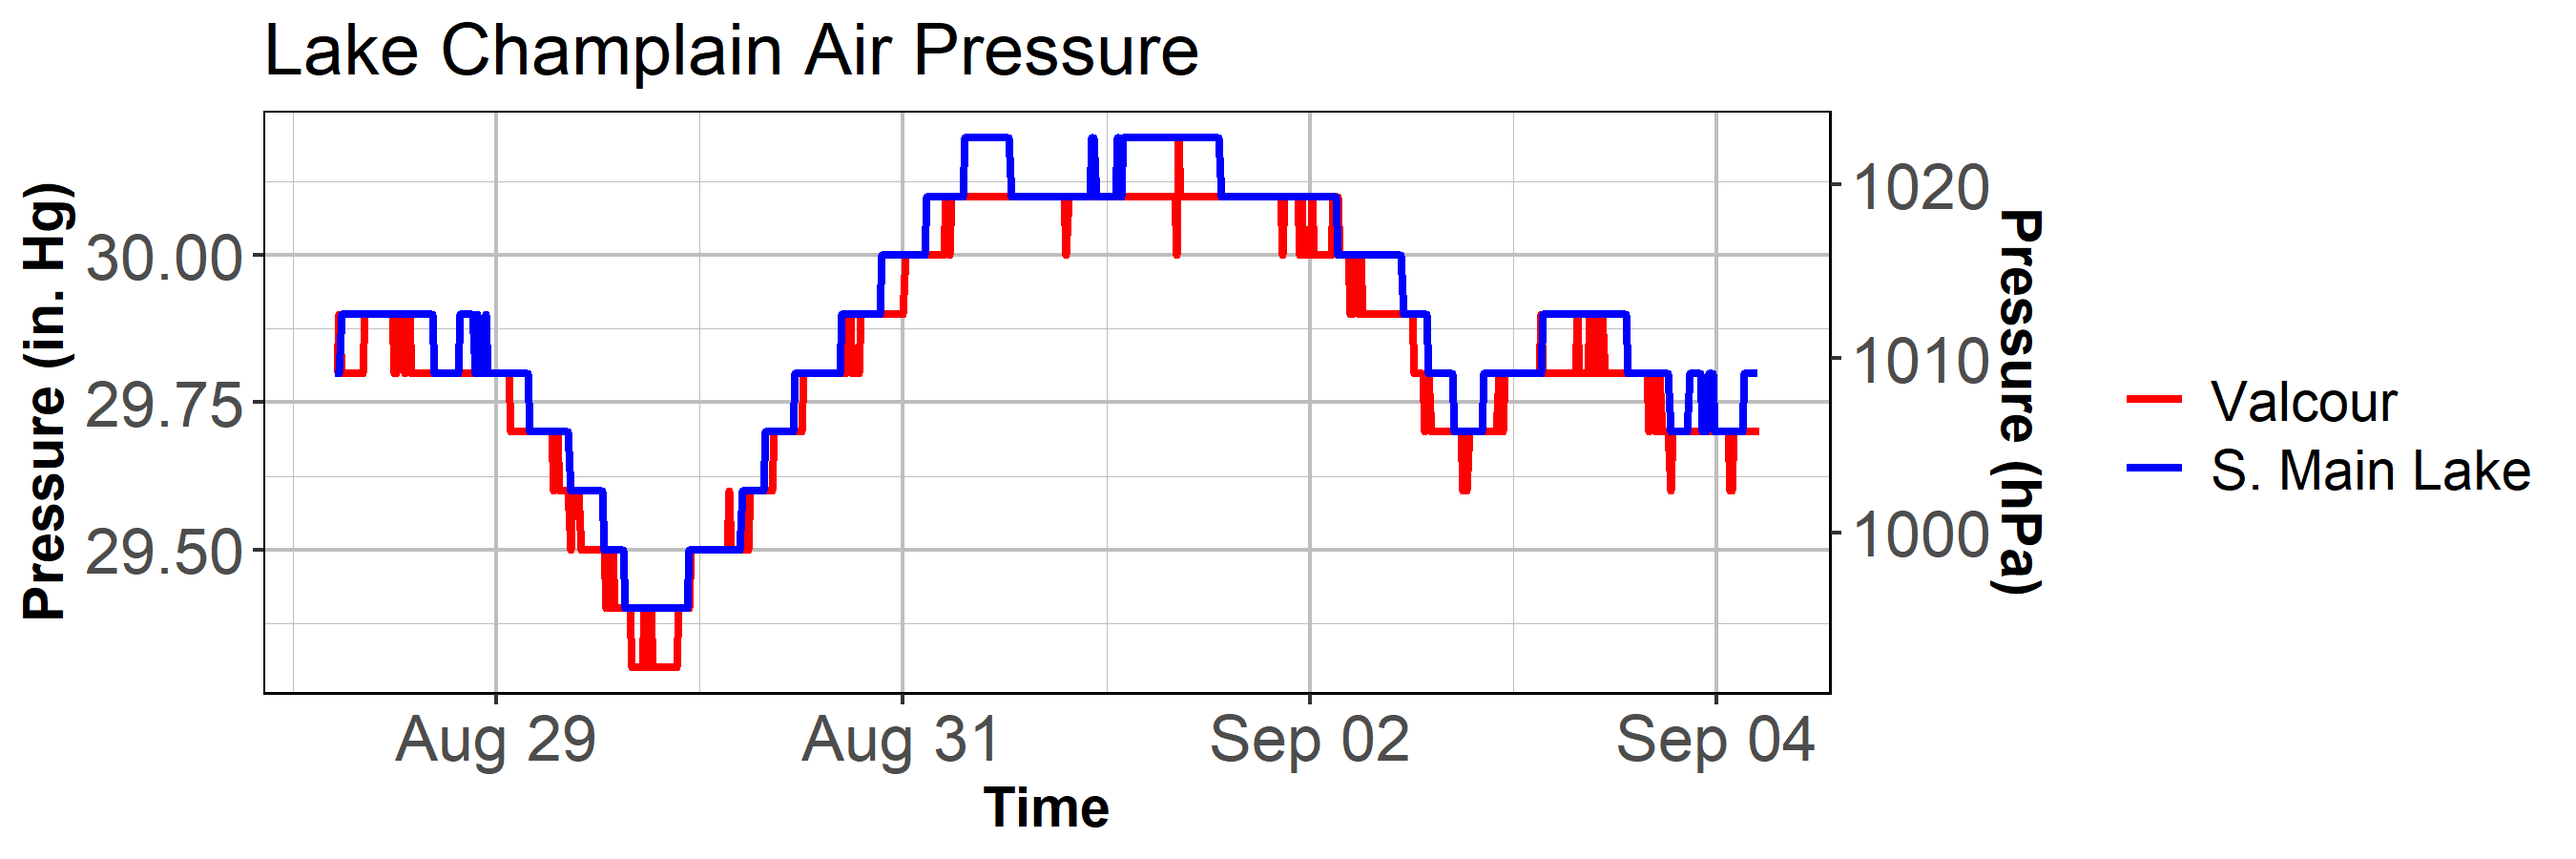 Lake Champlain Air Pressure
Pressure (in. Hg)
30.00
29.75
29.50
1020
1010
1000
Pressure (hPa)
Valcour
S. Main Lake
Aug 29
Aug 31
Sep 02
Sep 04
Time